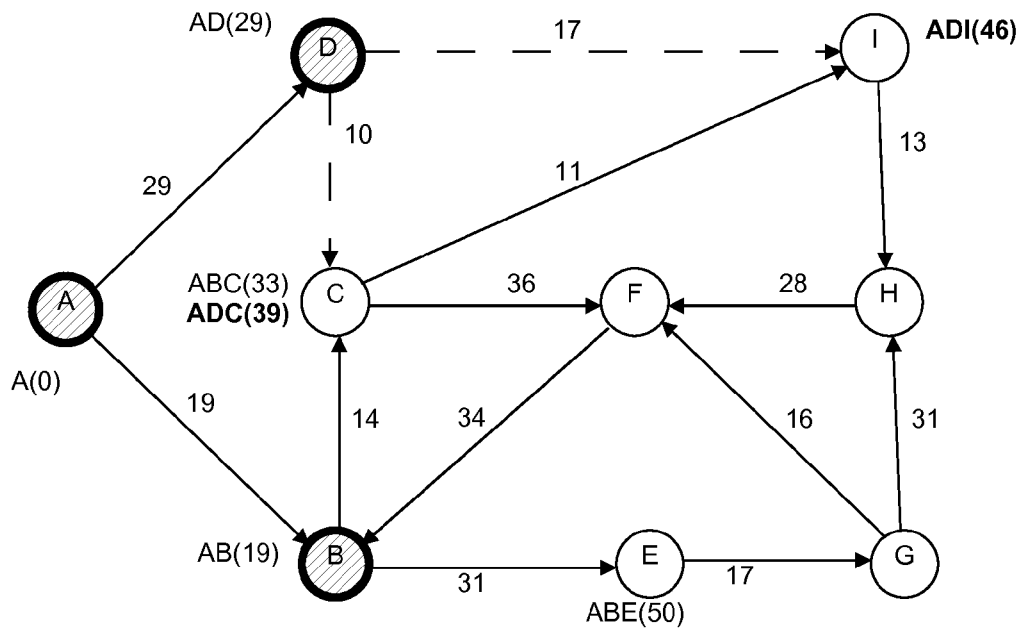 AD(29)
D
17
I
ADI(46)
10
13
29
11
ABC(33)
ADC(39)
C
36
F
28
H
A
A(0)
19
14
34
16
31
AB(19)
B
31
E
17
G
ABE(50)